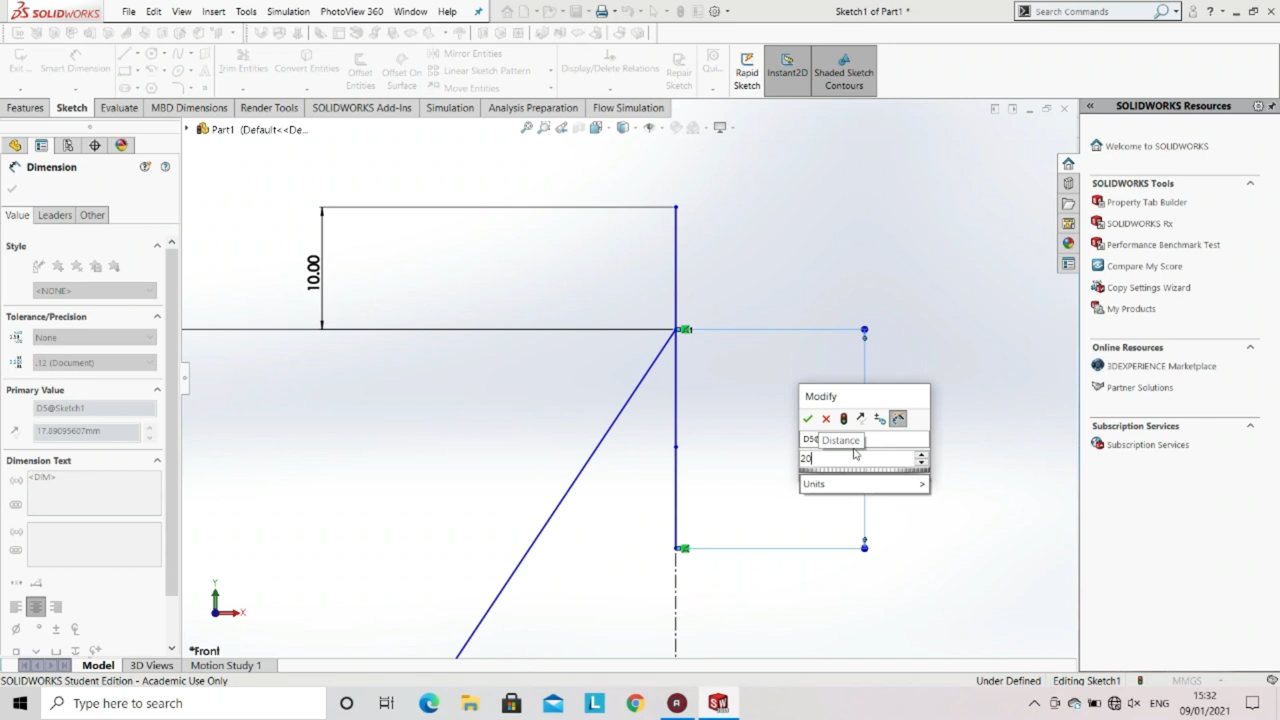 SOLIDWORKS
File Edit View Insert Tools Simulation PhotoView 360 Window Help
Sketch1 of Part1 *
Search Commands
Exit ...
Smart Dimension
Trim Entities
Convert Entities
Offset Entities
Offset On Surface
Mirror Entities
Linear Sketch Pattern
Move Entities
Display/Delete Relations
Repair Sketch
Qui...
Rapid Sketch
Instant2D
Shaded Sketch Contours
Features Sketch Evaluate MBD Dimensions Render Tools SOLIDWORKS Add-Ins Simulation Analysis Preparation Flow Simulation
SOLIDWORKS Resources
Part1 (Default<<De...
Dimension
Value Leaders Other
Style
<NONE>
Tolerance/Precision
None
.12 (Document)
Primary Value
D5@Sketch1
17.89095607mm
Dimension Text
<DIM>
10.00
1
Modify
D5@
Distance
20
Units >
Y
X
*Front
Welcome to SOLIDWORKS
SOLIDWORKS Tools
Property Tab Builder
SOLIDWORKS Rx
Performance Benchmark Test
Compare My Score
Copy Settings Wizard
My Products
Online Resources
3DEXPERIENCE Marketplace
Partner Solutions
Subscription Services
Subscription Services
Model 3D Views Motion Study 1
SOLIDWORKS Student Edition - Academic Use Only
Under Defined Editing Sketch1 MMGS
Type here to search
ENG
15:32
09/01/2021